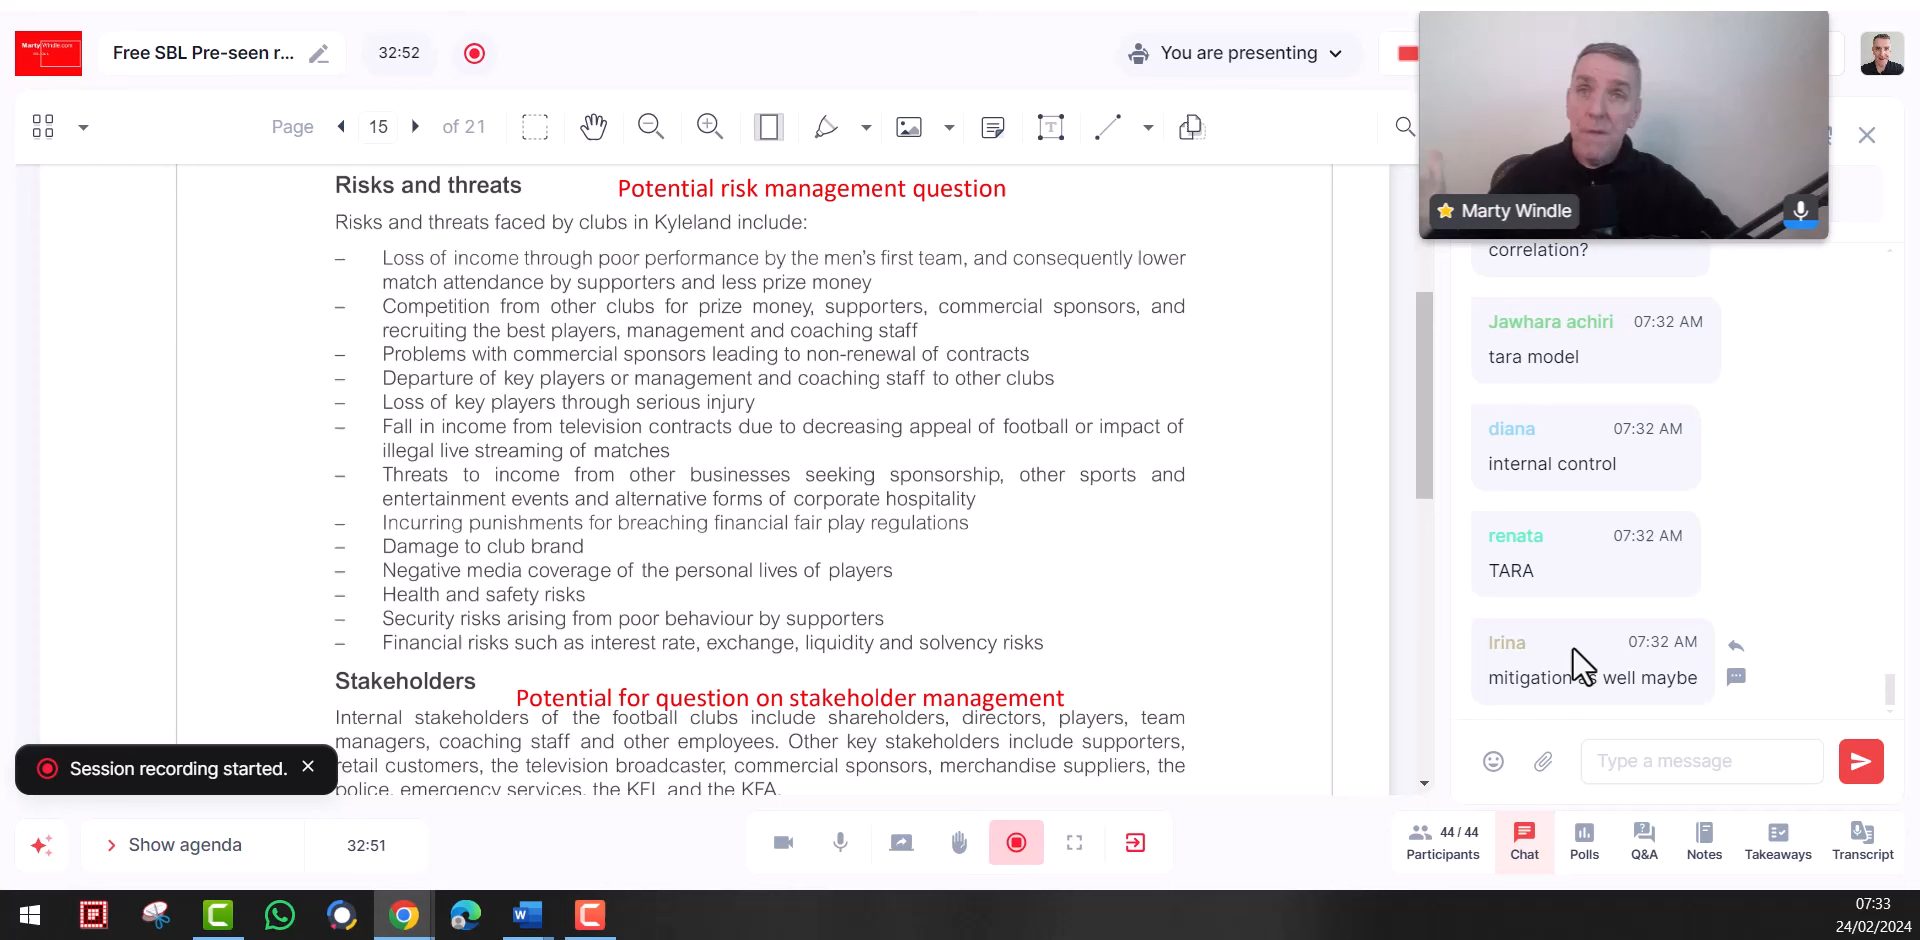 MartyWindle.com
Free SBL Pre-seen r...
32:52
You are presenting
Page 15 of 21
Marty Windle
Risks and threats
Potential risk management question
Risks and threats faced by clubs in Kyleland include:
– Loss of income through poor performance by the men's first team, and consequently lower
match attendance by supporters and less prize money
– Competition from other clubs for prize money, supporters, commercial sponsors, and
recruiting the best players, management and coaching staff
– Problems with commercial sponsors leading to non-renewal of contracts
– Departure of key players or management and coaching staff to other clubs
– Loss of key players through serious injury
– Fall in income from television contracts due to decreasing appeal of football or impact of
illegal live streaming of matches
– Threats to income from other businesses seeking sponsorship, other sports and
entertainment events and alternative forms of corporate hospitality
– Incurring punishments for breaching financial fair play regulations
– Damage to club brand
– Negative media coverage of the personal lives of players
– Health and safety risks
– Security risks arising from poor behaviour by supporters
– Financial risks such as interest rate, exchange, liquidity and solvency risks
Stakeholders
Potential for question on stakeholder management
Internal stakeholders of the football clubs include shareholders, directors, players, team
managers, coaching staff and other employees. Other key stakeholders include supporters,
retail customers, the television broadcaster, commercial sponsors, merchandise suppliers, the
police, emergency services, the KFL and the KFA.
Session recording started.
correlation?
Jawhara achiri 07:32 AM
tara model
diana 07:32 AM
internal control
renata 07:32 AM
TARA
Irina 07:32 AM
mitigation as well maybe
Type a message
Show agenda
32:51
44/44
Participants
Chat
Polls
Q&A
Notes
Takeaways
Transcript
07:33
24/02/2024